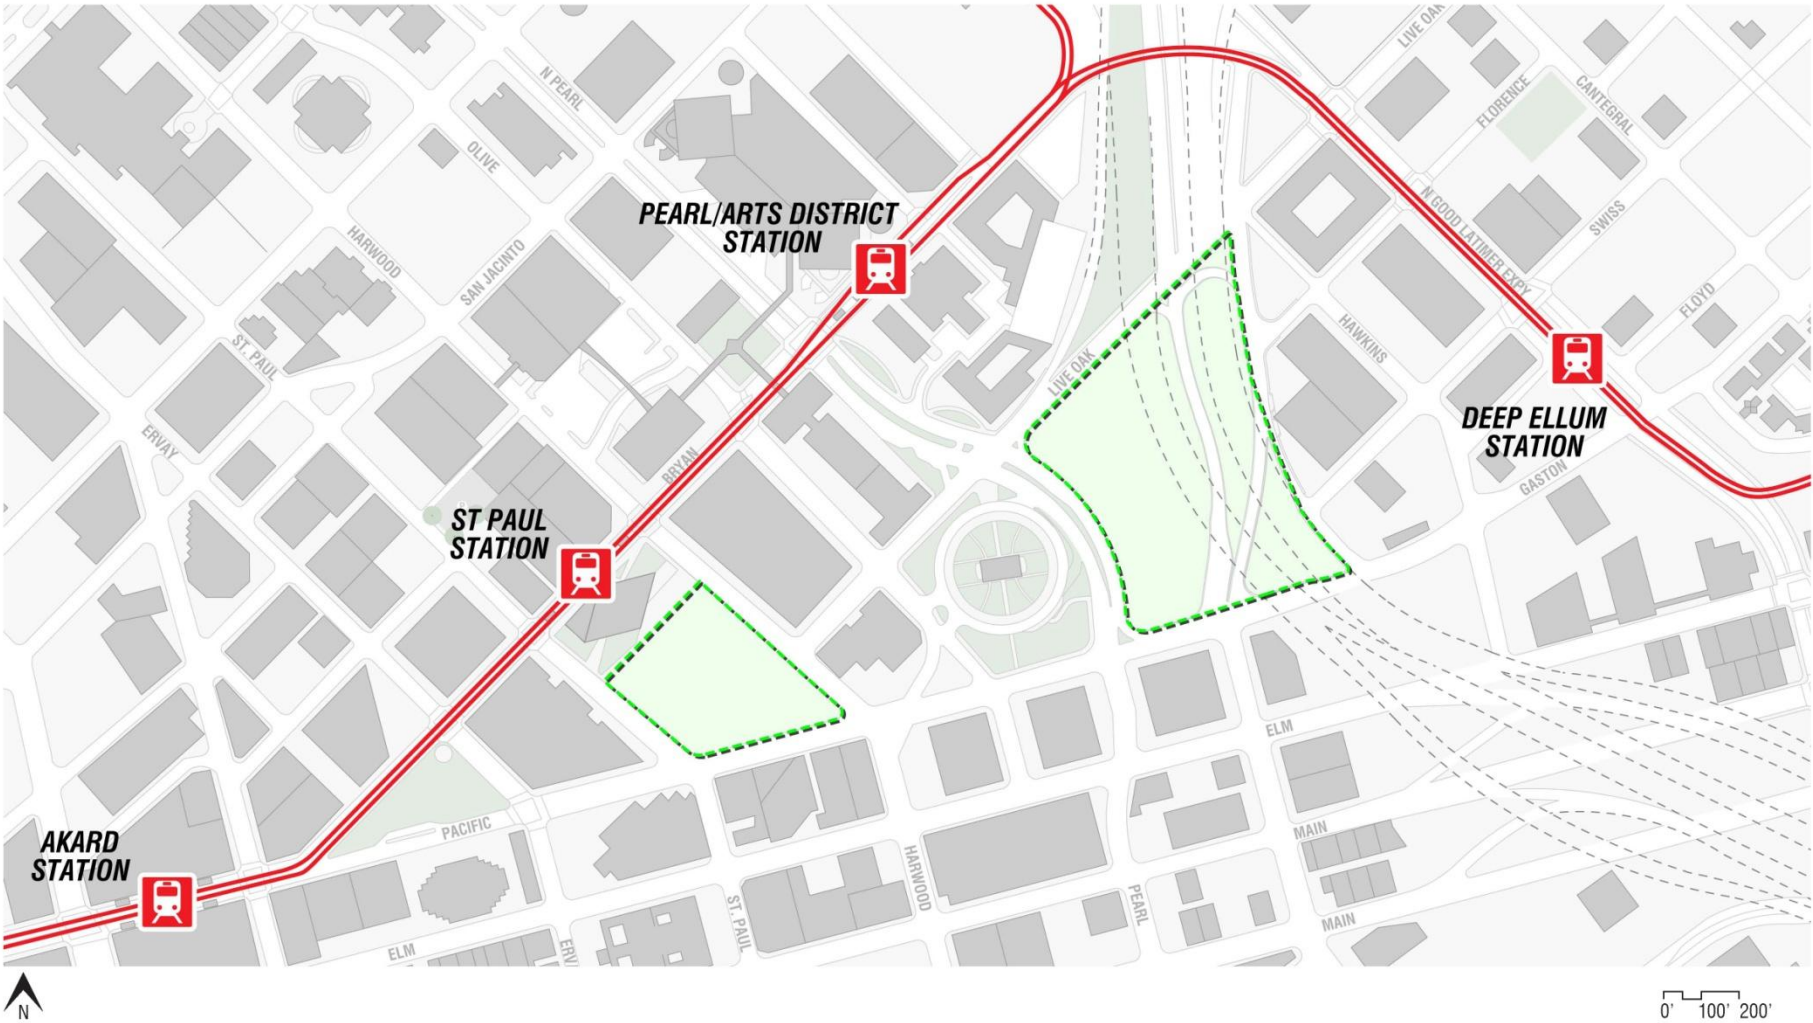 LIVE OAK
N PEARL
FLORENCE
CANTEGRAL
OLIVE
PEARL/ARTS DISTRICT
STATION
N GOOD LATIMER EXPY
SWISS
HARWOOD
SAN JACINTO
FLOYD
HAWKINS
ST. PAUL
LIVE OAK
DEEP ELLUM
STATION
ERVAY
BRYAN
GASTON
ST PAUL
STATION
ELM
PACIFIC
MAIN
AKARD
STATION
HARWOOD
PEARL
ST. PAUL
MAIN
ELM
N
0' 100' 200'